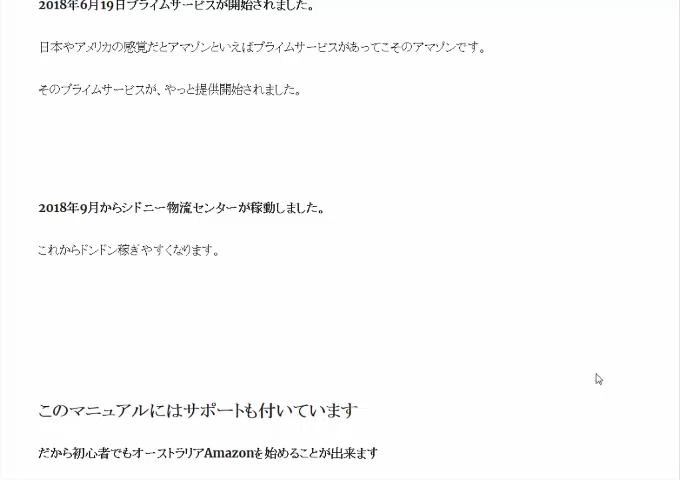 2018年6月19日プライムサービスが開始されました。
日本やアメリカの感覚だとアマゾンといえばプライムサービスがあってこそのアマゾンです。
そのプライムサービスが、やっと提供開始されました。
2018年9月からシドニー物流センターが稼動しました。
これからドンドン稼ぎやすくなります。
このマニュアルにはサポートも付いています
だから初心者でもオーストラリアAmazonを始めることが出来ます